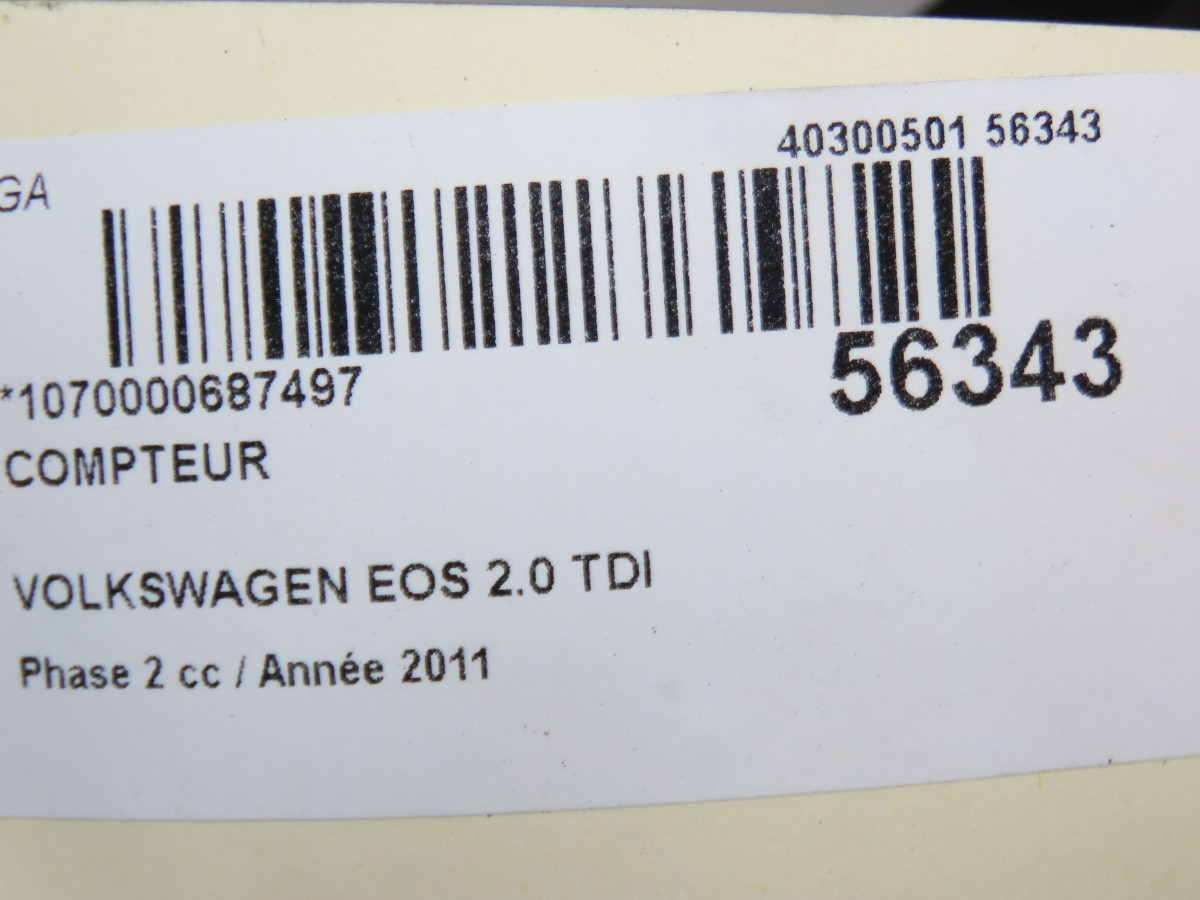 40300501 56343
GA
*1070000687497
56343
COMPTEUR
VOLKSWAGEN EOS 2.0 TDI
Phase 2 cc / Année 2011